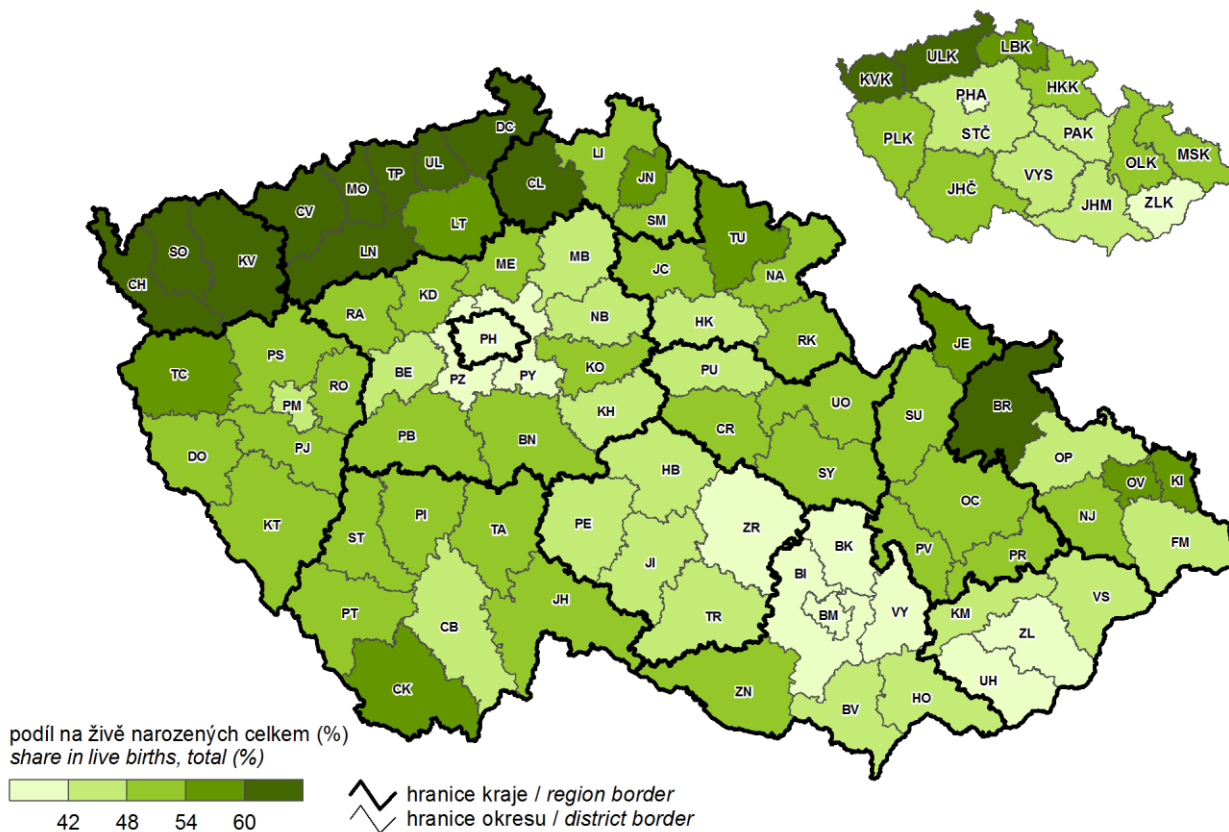 ULK
LBK
KVK
HKK
PHA
STČ
PLK
PAK
MSK
OLK
VYS
JHČ
JHM
ZLK
DC
LI
UL
TP
CL
JN
MO
CV
SM
LT
TU
SO
LN
KV
ME
MB
JC
NA
CH
KD
RA
NB
HK
RK
PH
PS
JE
TC
BE
PZ
PY
KO
PU
RO
PM
KH
UO
SU
BR
CR
PB
BN
DO
PJ
OP
HB
SY
OV
KI
OC
NJ
KT
ST
PI
TA
PE
ZR
BK
FM
JI
BI
PV
PR
JH
VS
PT
CB
TR
BM
VY
KM
ZL
UH
CK
ZN
BV
HO
podíl na živě narozených celkem (%)
share in live births, total (%)
42 48 54 60
hranice kraje / region border
hranice okresu / district border